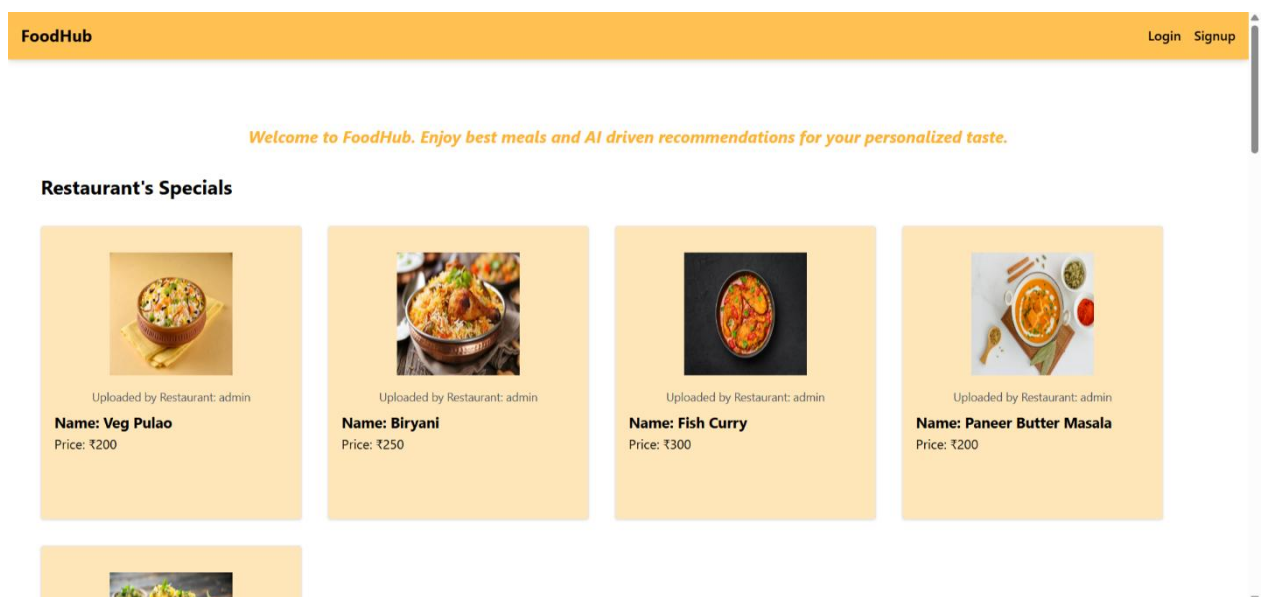 FoodHub
Login Signup
Welcome to FoodHub. Enjoy best meals and AI driven recommendations for your personalized taste.
Restaurant's Specials
Uploaded by Restaurant: admin
Name: Veg Pulao
Price: ₹200
Uploaded by Restaurant: admin
Name: Biryani
Price: ₹250
Uploaded by Restaurant: admin
Name: Fish Curry
Price: ₹300
Uploaded by Restaurant: admin
Name: Paneer Butter Masala
Price: ₹200